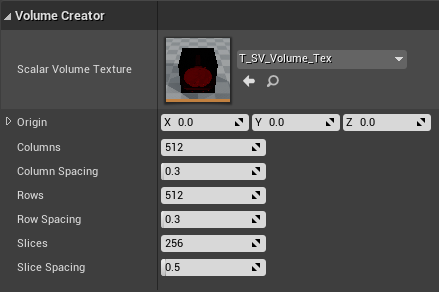 Volume Creator
Scalar Volume Texture
T_SV_Volume_Tex
Origin X 0.0 Y 0.0 Z 0.0
Columns 512
Column Spacing 0.3
Rows 512
Row Spacing 0.3
Slices 256
Slice Spacing 0.5